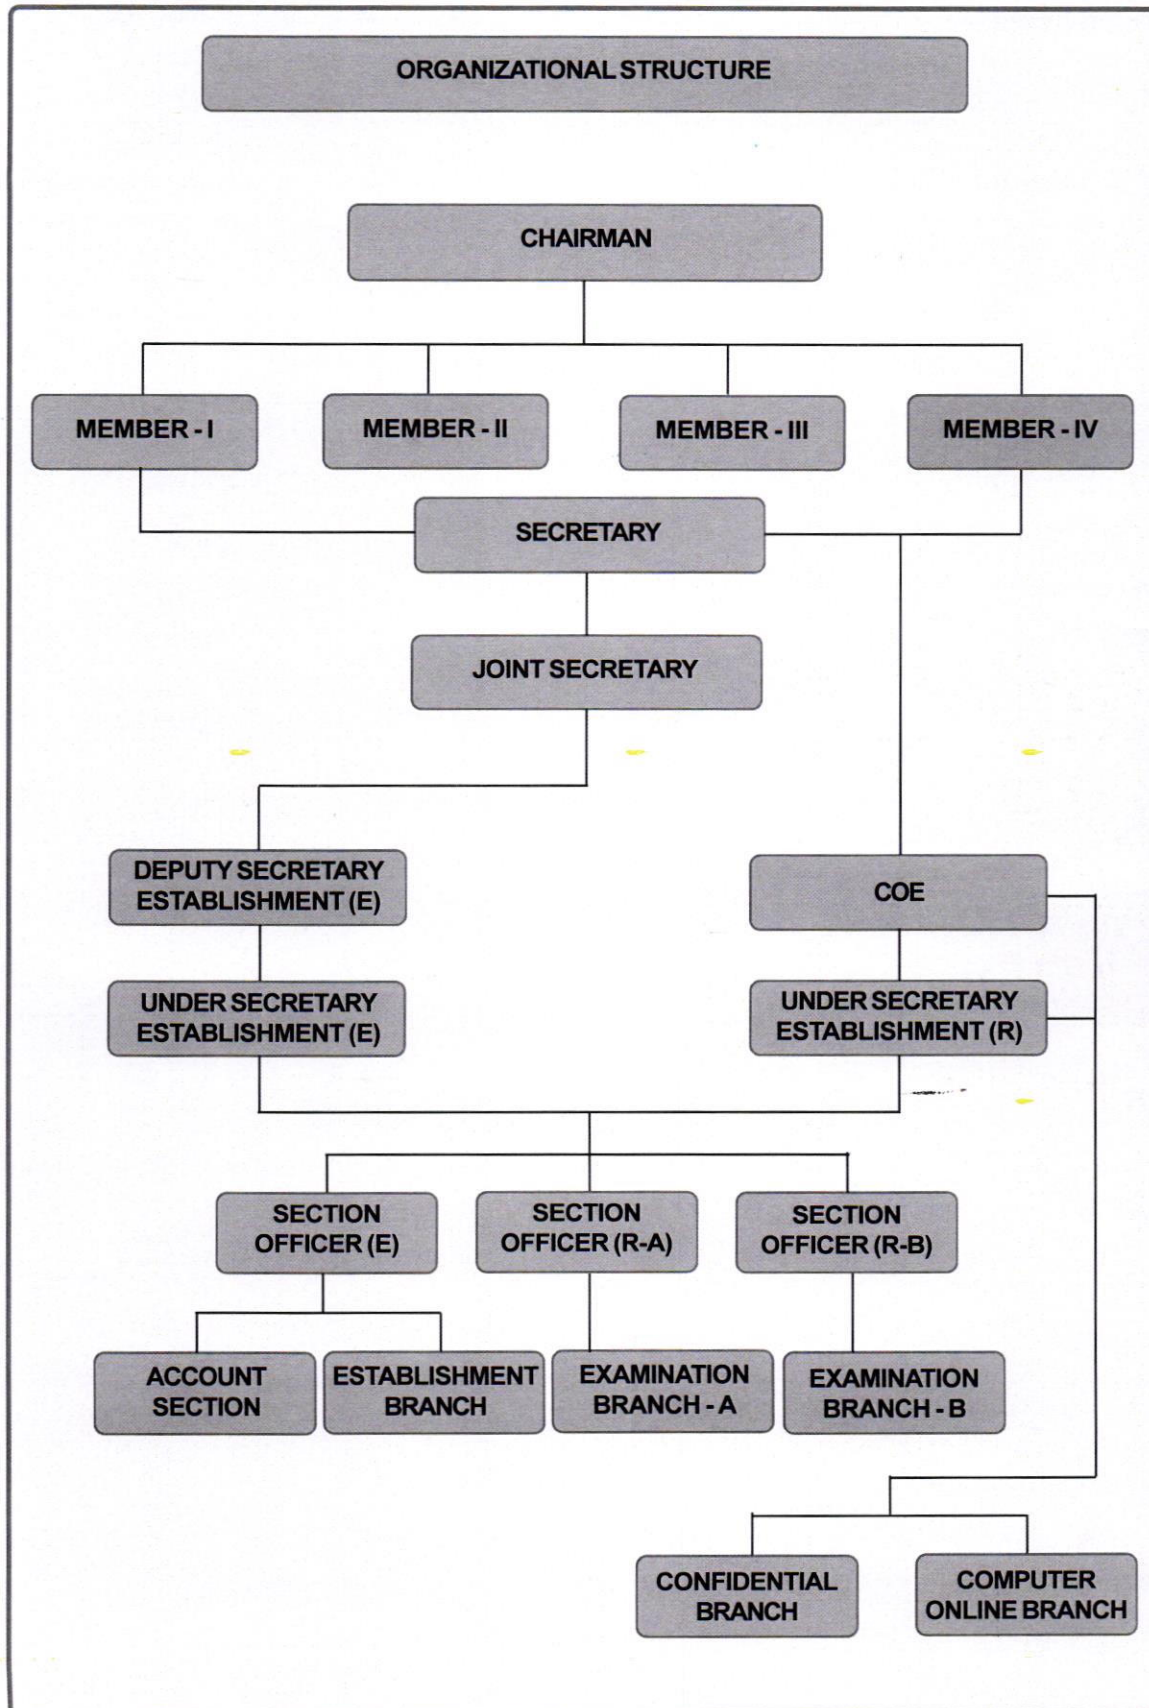 ORGANIZATIONAL STRUCTURE
CHAIRMAN
MEMBER - I
MEMBER - II
MEMBER - III
MEMBER - IV
SECRETARY
JOINT SECRETARY
DEPUTY SECRETARY
ESTABLISHMENT (E)
COE
UNDER SECRETARY
ESTABLISHMENT (E)
UNDER SECRETARY
ESTABLISHMENT (R)
SECTION
OFFICER (E)
SECTION
OFFICER (R-A)
SECTION
OFFICER (R-B)
ACCOUNT
SECTION
ESTABLISHMENT
BRANCH
EXAMINATION
BRANCH - A
EXAMINATION
BRANCH - B
CONFIDENTIAL
BRANCH
COMPUTER
ONLINE BRANCH